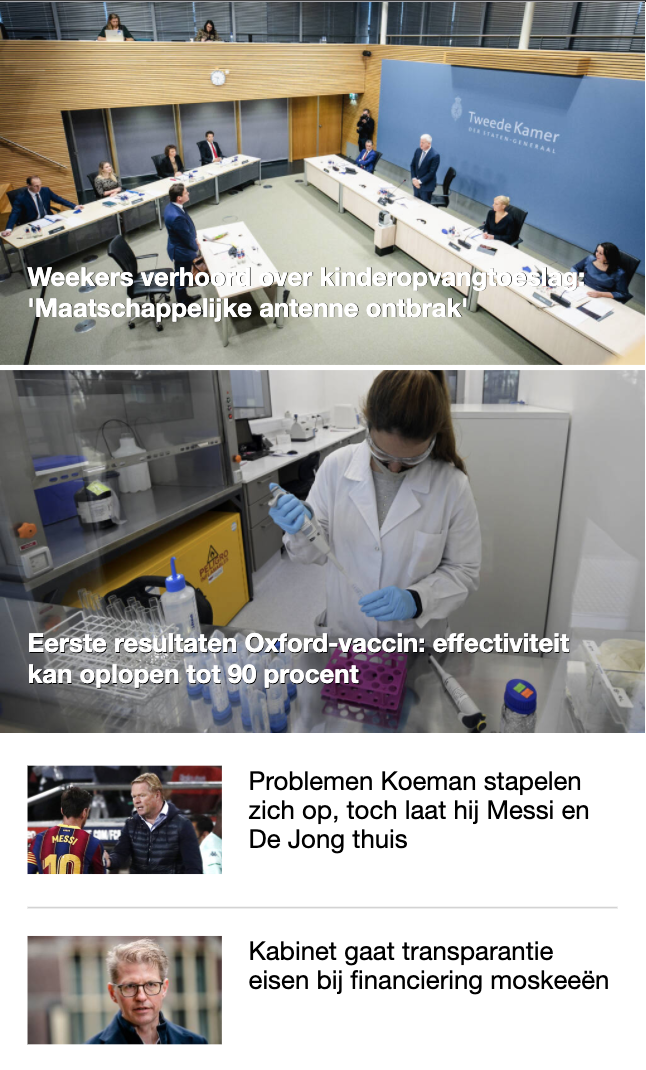 Tweede Kamer
DER STATEN-GENERAAL
Weekers verhoord over kinderopvangtoeslag:
'Maatschappelijke antenne ontbrak'
PELIGRO
Eerste resultaten Oxford-vaccin: effectiviteit
kan oplopen tot 90 procent
MESSI
10
Problemen Koeman stapelen
zich op, toch laat hij Messi en
De Jong thuis
Kabinet gaat transparantie
eisen bij financiering moskeeën